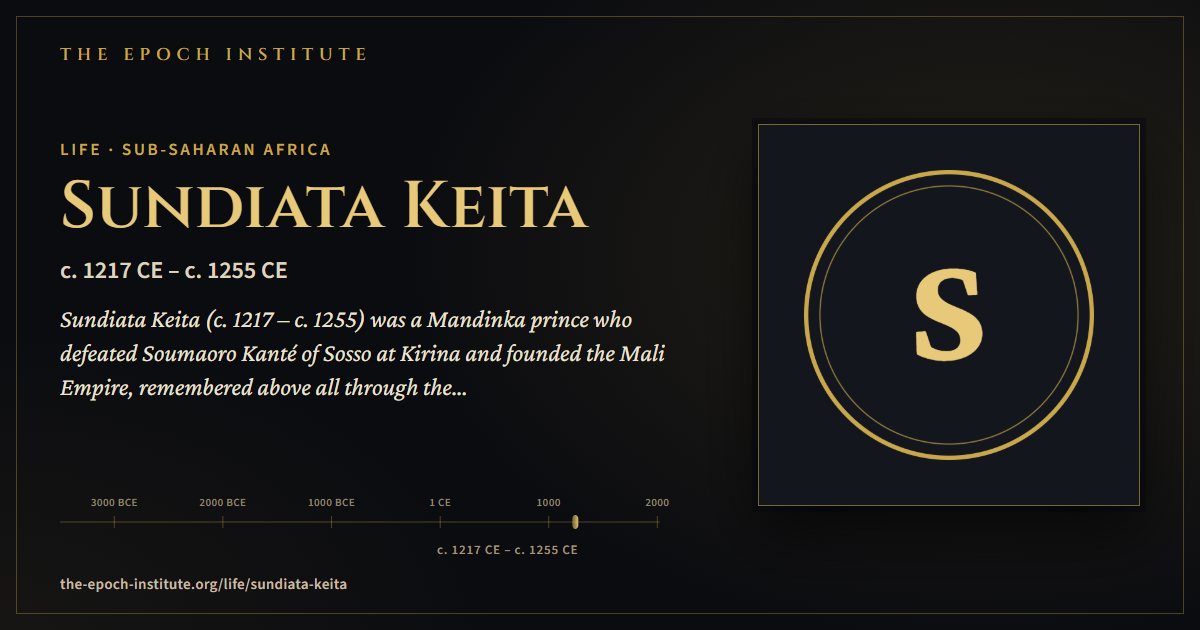 THE EPOCH INSTITUTE
LIFE · SUB-SAHARAN AFRICA
SUNDIATA KEITA
c. 1217 CE – c. 1255 CE
Sundiata Keita (c. 1217 – c. 1255) was a Mandinka prince who
defeated Soumaoro Kanté of Sosso at Kirina and founded the Mali
Empire, remembered above all through the...
S
3000 BCE 2000 BCE 1000 BCE 1 CE 1000 2000
c. 1217 CE – c. 1255 CE
the-epoch-institute.org/life/sundiata-keita